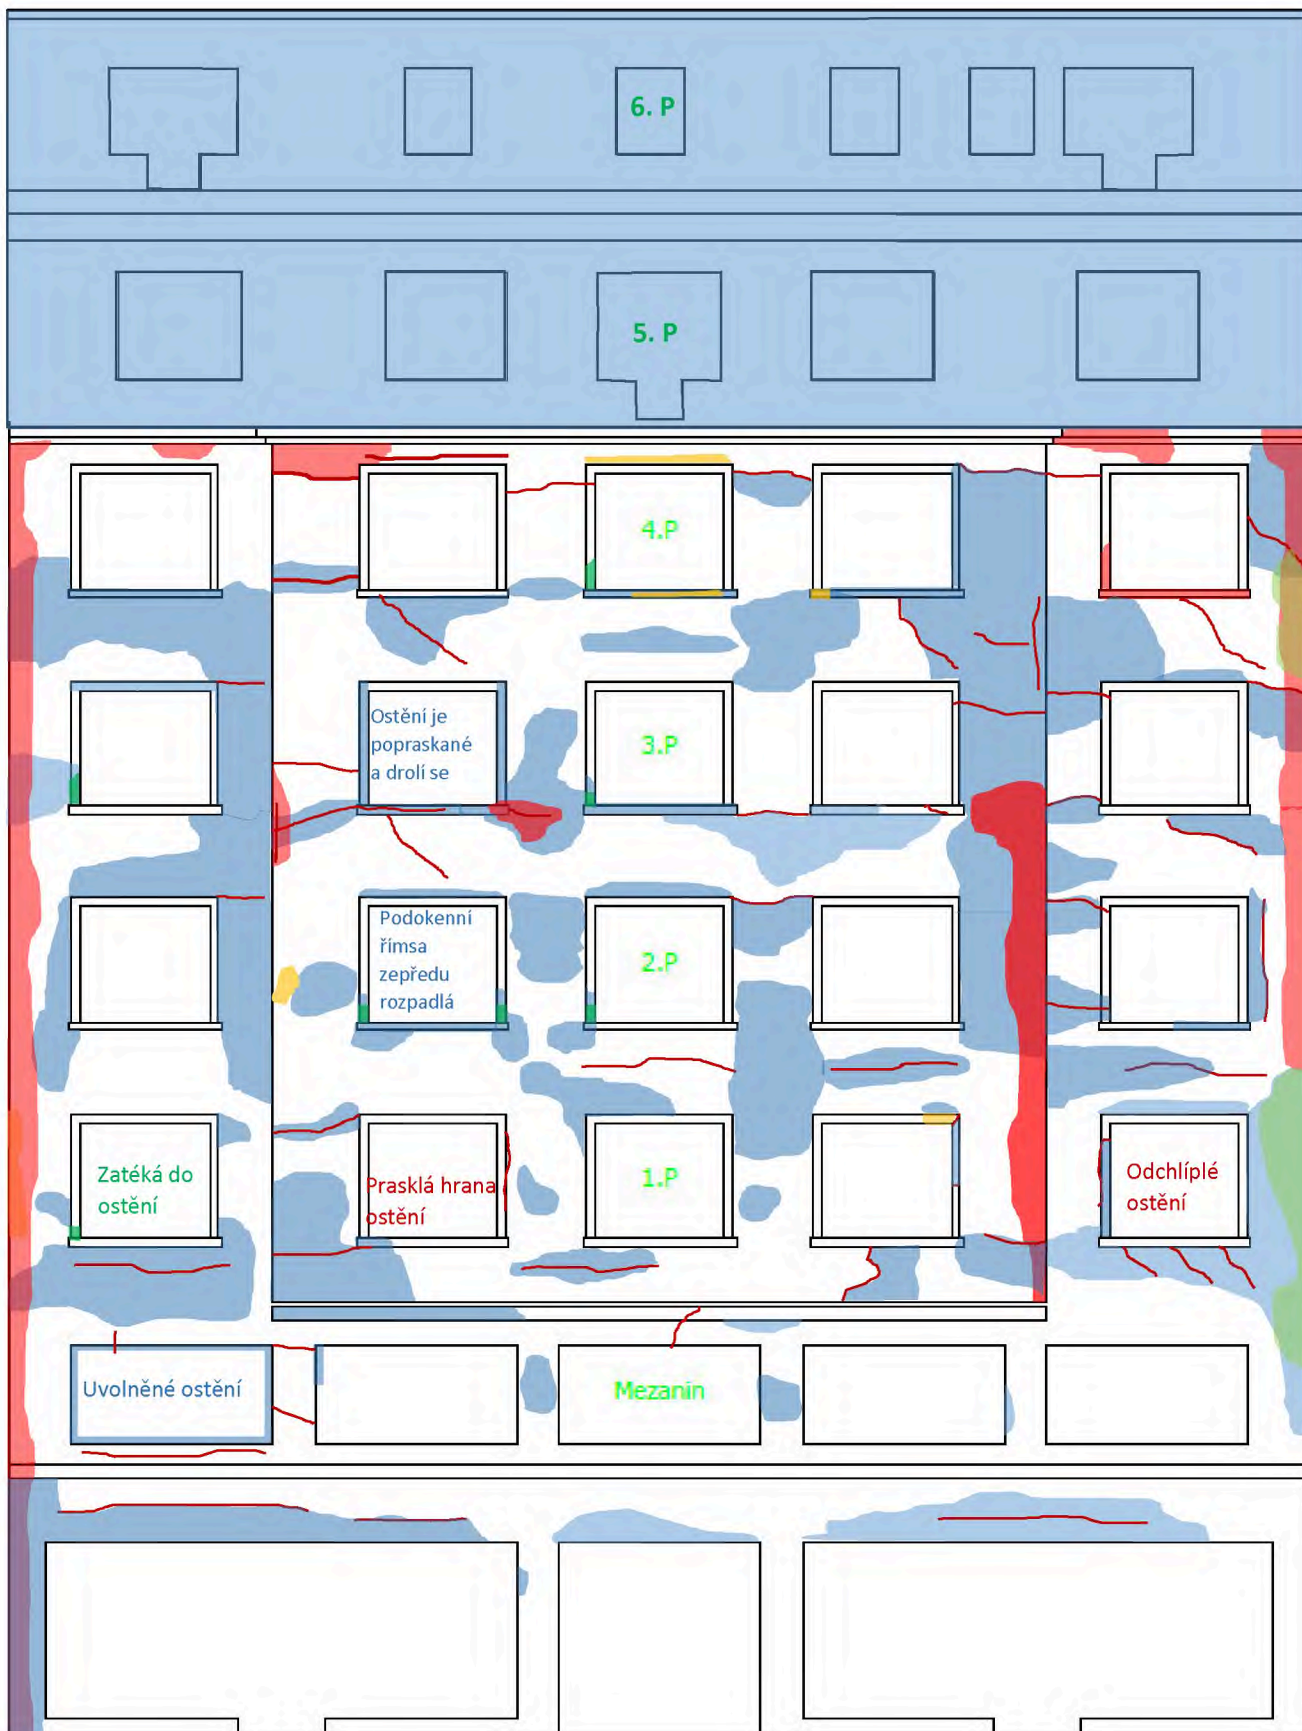 6. P
5. P
4.P
Ostění je
popraskané
a drolí se
3.P
Podokenní
římsa
zepředu
rozpadlá
2.P
Zatéká do
ostění
Prasklá hrana
ostění
1.P
Odchlíplé
ostění
Uvolněné ostění
Mezanin